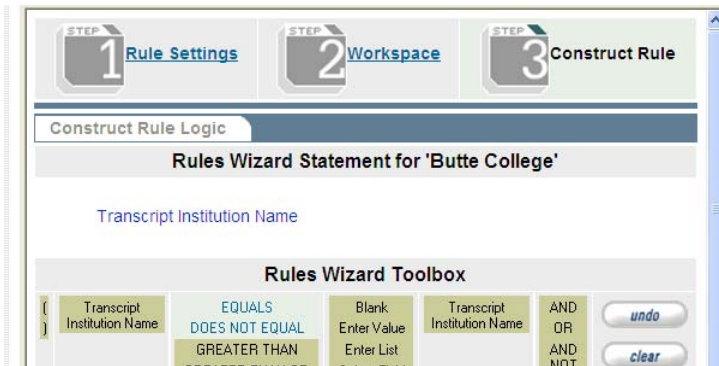 STEP 1 Rule Settings
STEP 2 Workspace
STEP 3 Construct Rule
Construct Rule Logic
Rules Wizard Statement for 'Butte College'
Transcript Institution Name
Rules Wizard Toolbox
(
)
Transcript
Institution Name
EQUALS
DOES NOT EQUAL
GREATER THAN
Blank
Enter Value
Enter List
Transcript
Institution Name
AND
OR
AND
NOT
undo
clear